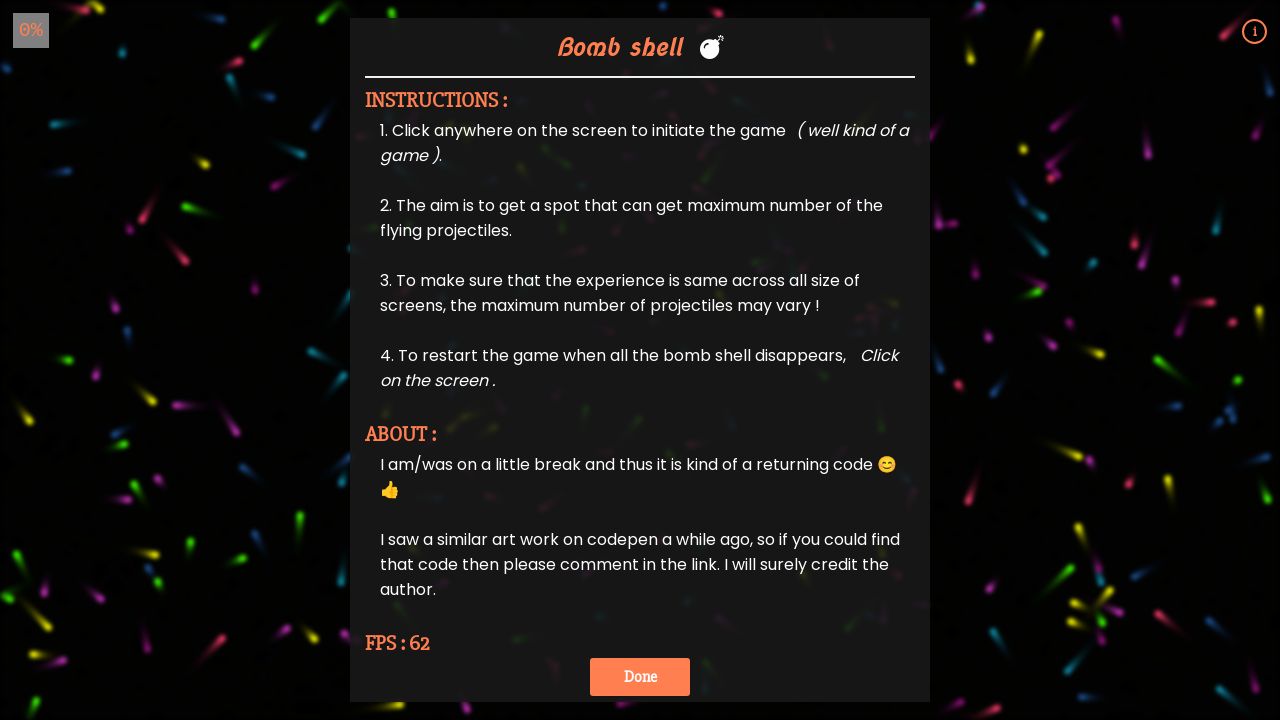 0%
Bomb shell 💣
i
INSTRUCTIONS :
1. Click anywhere on the screen to initiate the game ( well kind of a
game ).
2. The aim is to get a spot that can get maximum number of the
flying projectiles.
3. To make sure that the experience is same across all size of
screens, the maximum number of projectiles may vary !
4. To restart the game when all the bomb shell disappears, Click
on the screen .
ABOUT :
I am/was on a little break and thus it is kind of a returning code 😊
👍
I saw a similar art work on codepen a while ago, so if you could find
that code then please comment in the link. I will surely credit the
author.
FPS : 62
Done